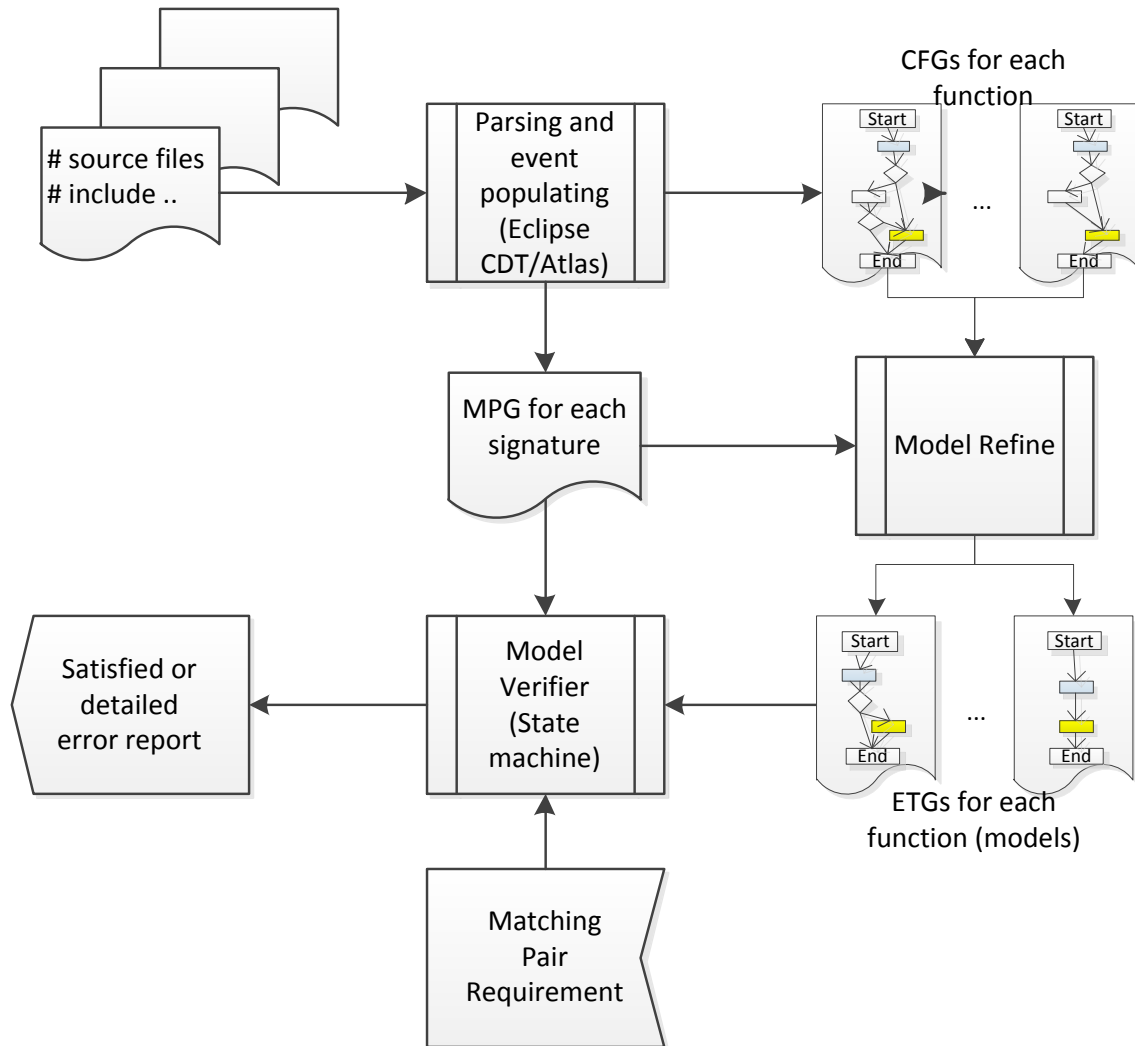 CFGs for each
function
# source files
# include ..
Parsing and
event
populating
(Eclipse
CDT/Atlas)
Start
End
...
Start
End
MPG for each
signature
Model Refine
Satisfied or
detailed
error report
Model
Verifier
(State
machine)
Start
End
...
Start
End
ETGs for each
function (models)
Matching
Pair
Requirement